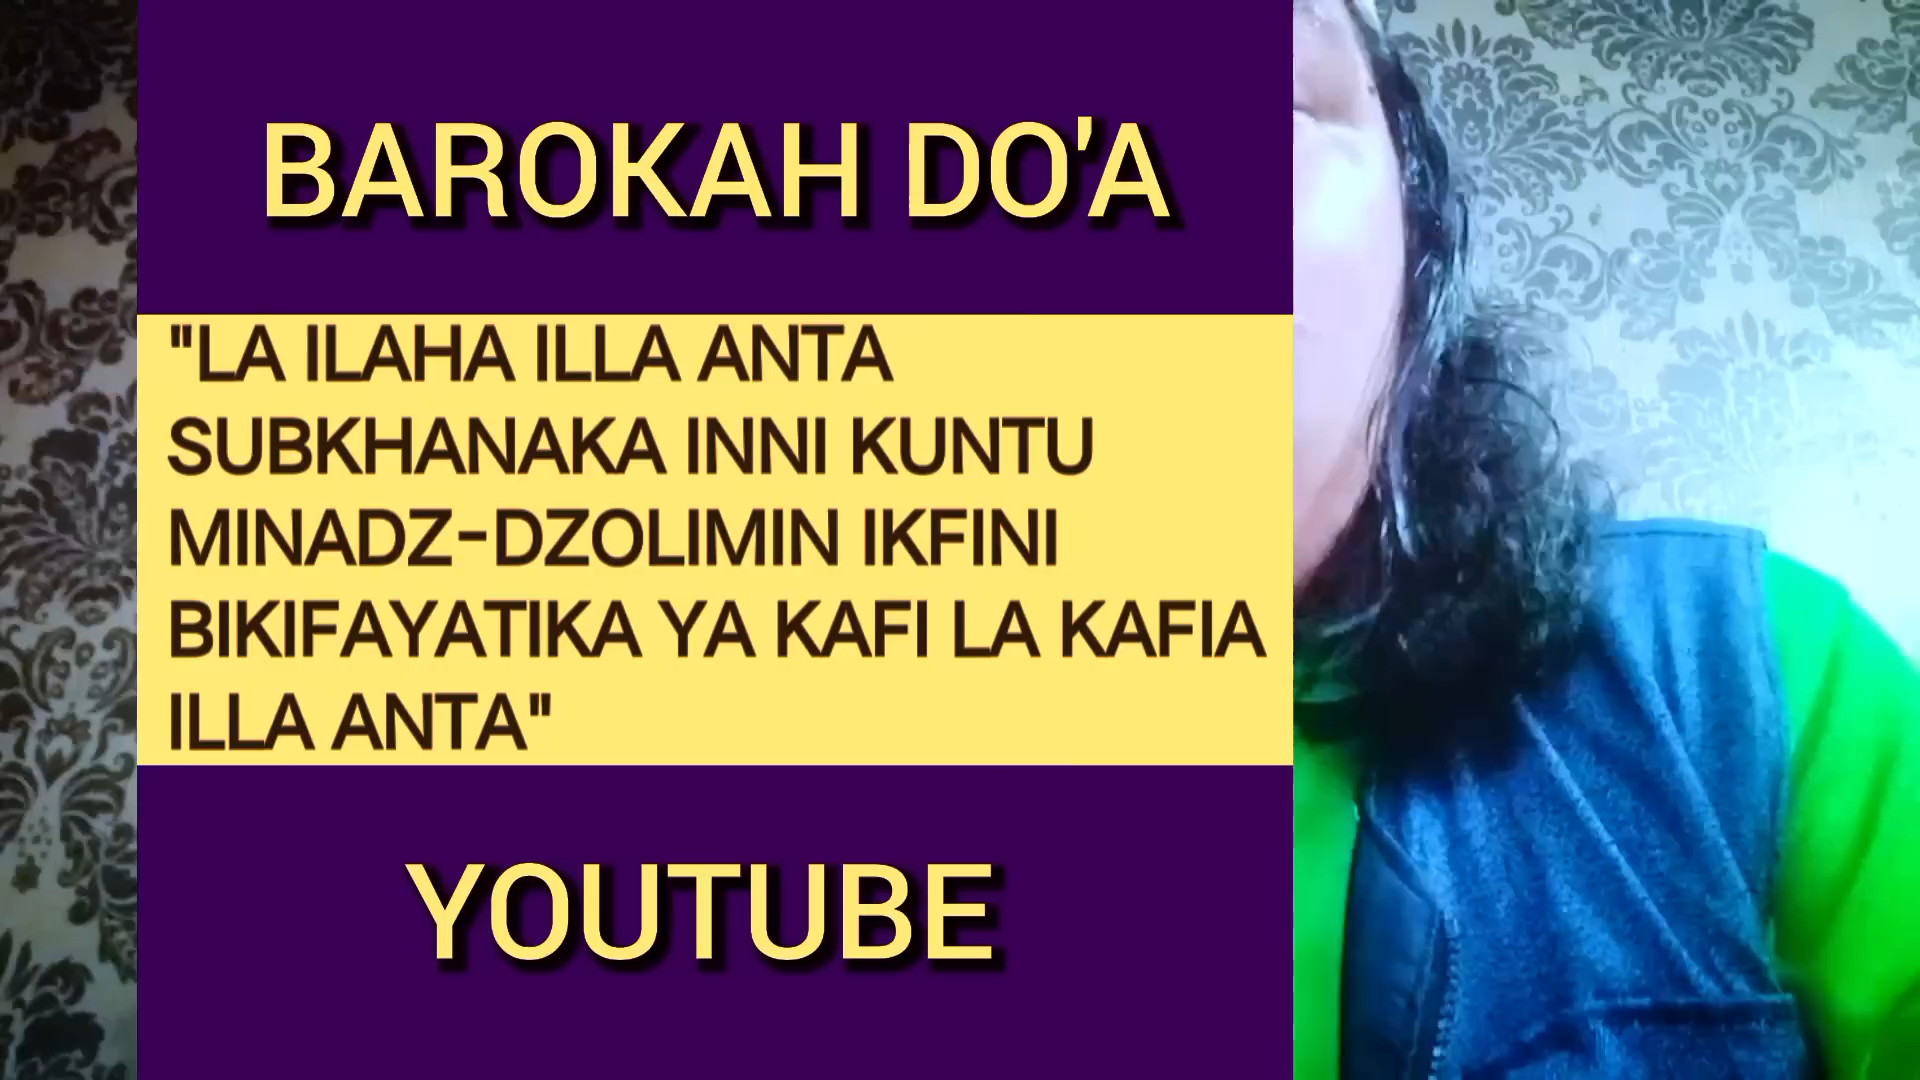 BAROKAH DO'A
"LA ILAHA ILLA ANTA
SUBKHANAKA INNI KUNTU
MINADZ-DZOLIMIN IKFINI
BIKIFAYATIKA YA KAFI LA KAFIA
ILLA ANTA"
YOUTUBE